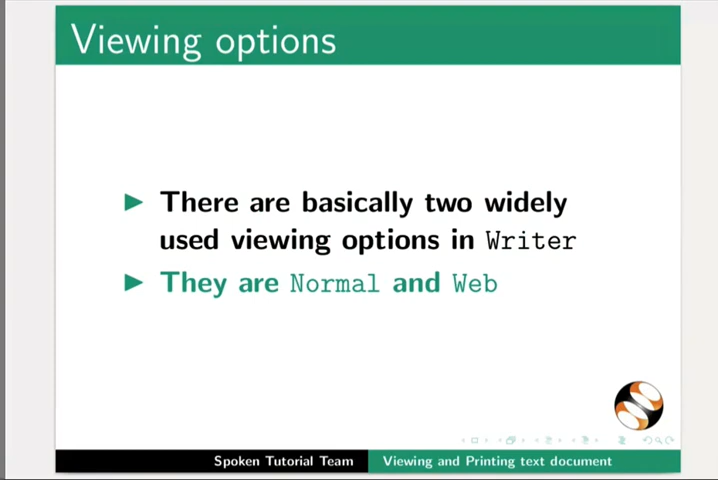 Viewing options
There are basically two widely
used viewing options in Writer
They are Normal and Web
Spoken Tutorial Team
Viewing and Printing text document